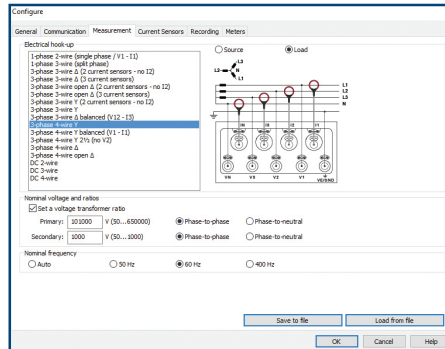 Configure
General Communication Measurement Current Sensors Recording Meters
Electrical hook-up
1-phase 2-wire (single phase / V1 - I1)
1-phase 3-wire (split phase)
3-phase 3-wire Δ (2 current sensors - no I2)
3-phase 3-wire Δ (3 current sensors)
3-phase 3-wire open Δ (2 current sensors - no I2)
3-phase 3-wire open Δ (3 current sensors)
3-phase 3-wire Y (2 current sensors - no I2)
3-phase 3-wire Y
3-phase 3-wire Δ balanced (V12 - I3)
3-phase 4-wire Y
3-phase 4-wire Y balanced (V1 - I1)
3-phase 4-wire Y 2½ (no V2)
3-phase 4-wire Δ
3-phase 4-wire open Δ
DC 2-wire
DC 3-wire
DC 4-wire
Source Load
L3
L2 N
L1
L1
L2
L3
N
IN I3 I2 I1
VN V3 V2 V1 VE/GND
Nominal voltage and ratios
Set a voltage transformer ratio
Primary: 101000 V (50...650000) Phase-to-phase Phase-to-neutral
Secondary: 1000 V (50...1000) Phase-to-phase Phase-to-neutral
Nominal frequency
Auto 50 Hz 60 Hz 400 Hz
Save to file Load from file
OK Cancel Help